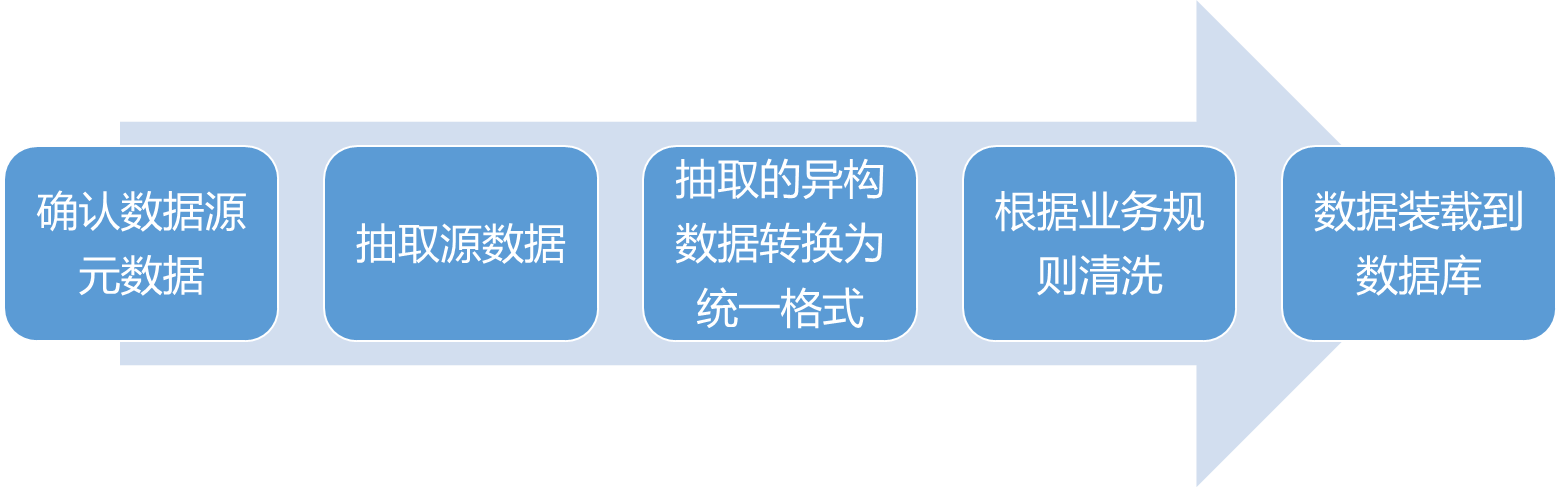 确认数据源
元数据
抽取源数据
抽取的异构
数据转换为
统一格式
根据业务规
则清洗
数据装载到
数据库